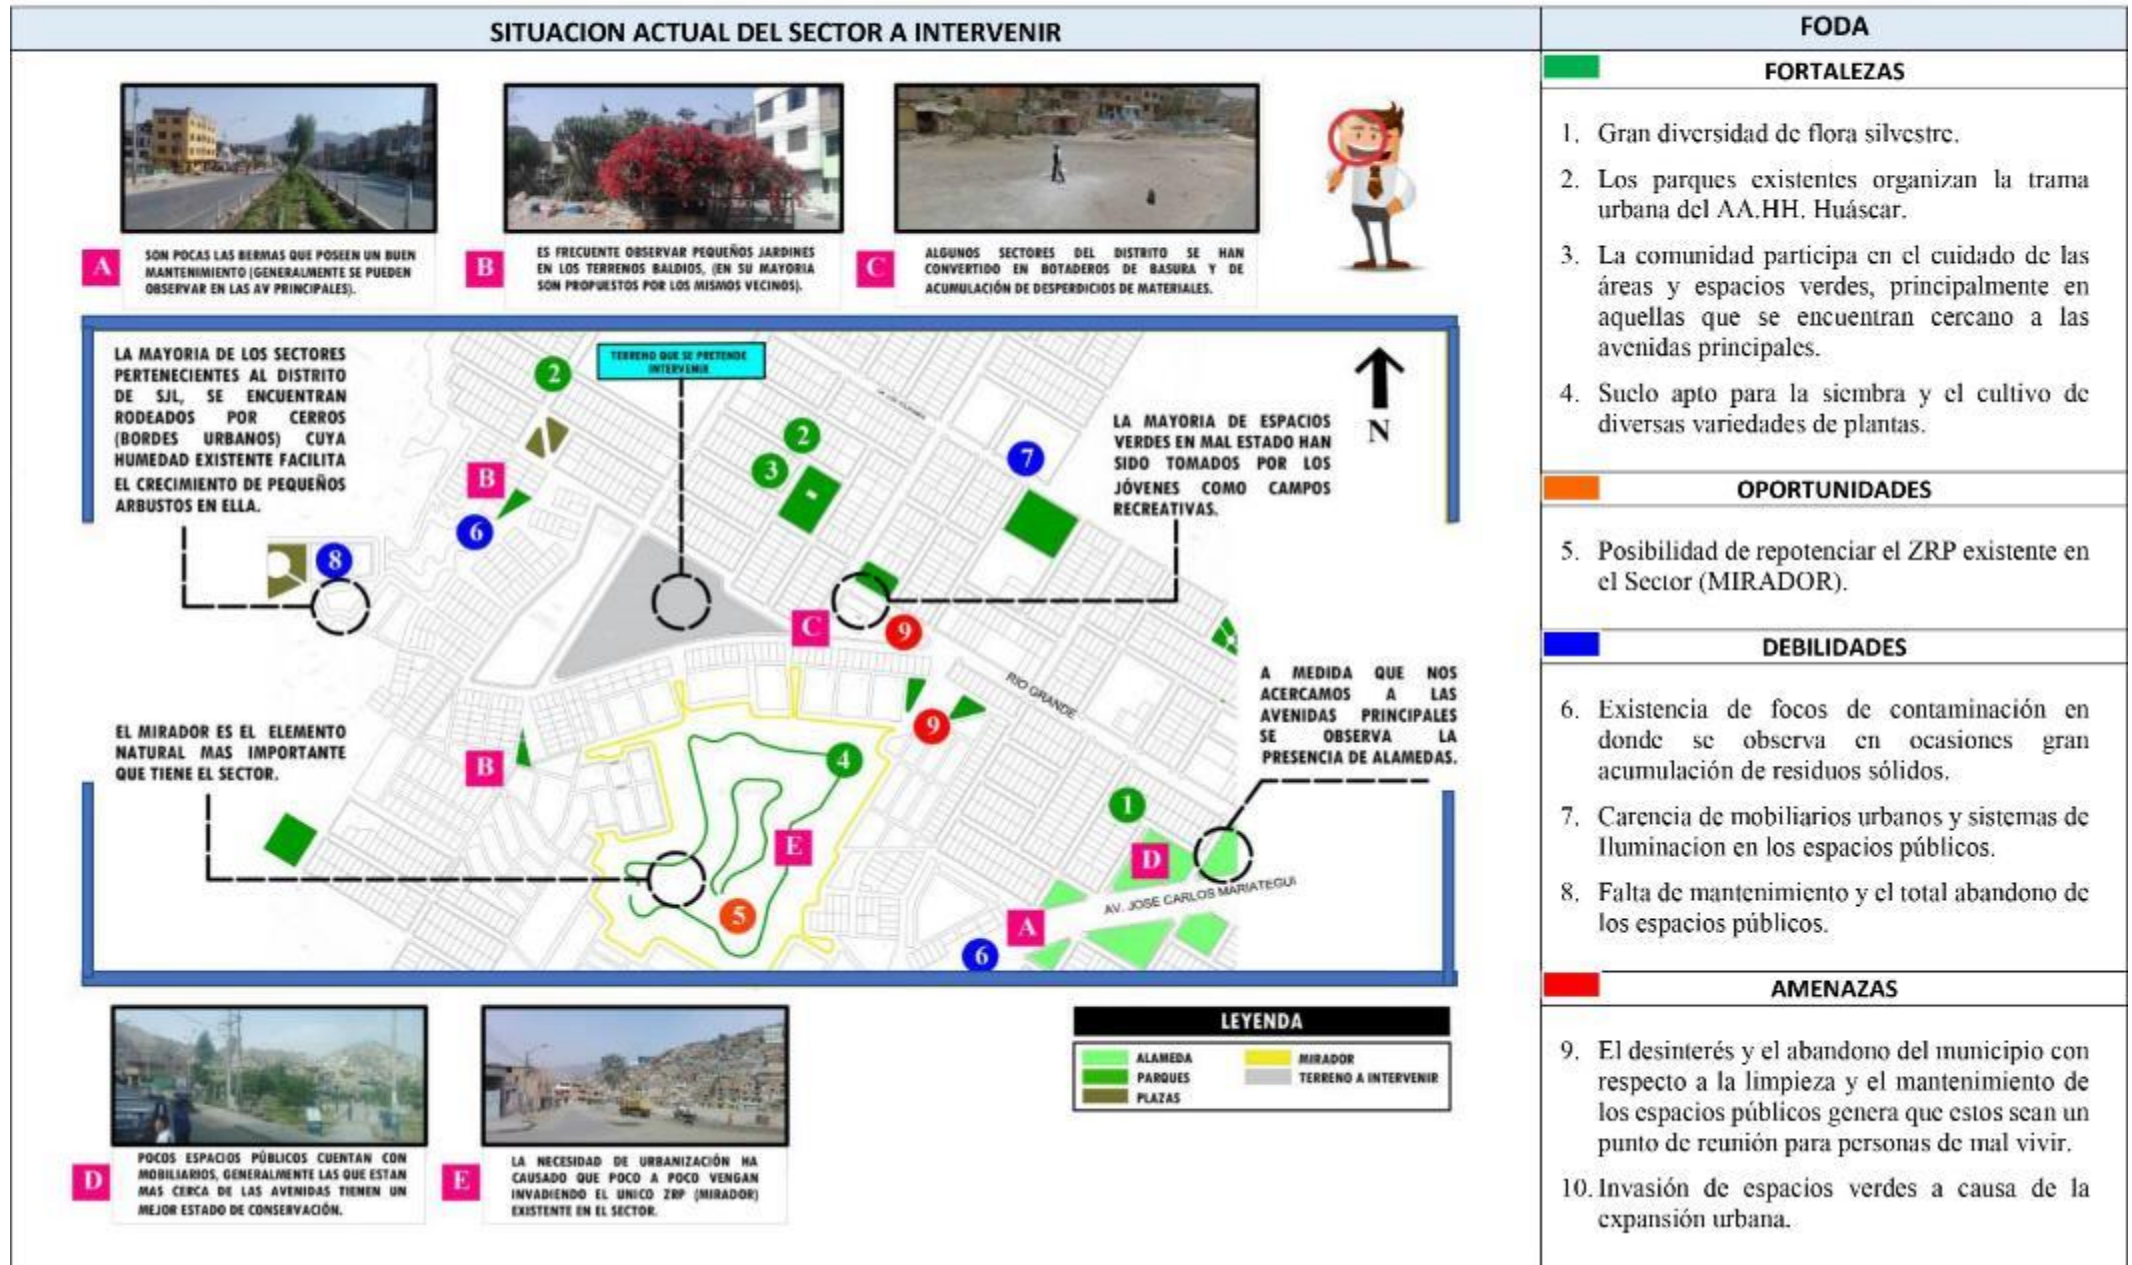 SITUACION ACTUAL DEL SECTOR A INTERVENIR
A
SON POCAS LAS BERMAS QUE POSEEN UN BUEN
MANTENIMIENTO (GENERALMENTE SE PUEDEN
OBSERVAR EN LAS AV PRINCIPALES).
B
ES FRECUENTE OBSERVAR PEQUEÑOS JARDINES
EN LOS TERRENOS BALDIOS, (EN SU MAYORIA
SON PROPUESTOS POR LOS MISMOS VECINOS).
C
ALGUNOS SECTORES DEL DISTRITO SE HAN
CONVERTIDO EN BOTADEROS DE BASURA Y DE
ACUMULACIÓN DE DESPERDICIOS DE MATERIALES.
LA MAYORIA DE LOS SECTORES
PERTENECIENTES AL DISTRITO
DE SJL, SE ENCUENTRAN
RODEADOS POR CERROS
(BORDES URBANOS) CUYA
HUMEDAD EXISTENTE FACILITA
EL CRECIMIENTO DE PEQUEÑOS
ARBUSTOS EN ELLA.
TERRENO QUE SE PRETENDE
INTERVENIR
N
LA MAYORIA DE ESPACIOS
VERDES EN MAL ESTADO HAN
SIDO TOMADOS POR LOS
JÓVENES COMO CAMPOS
RECREATIVAS.
2
2
3
7
B
6
8
C
9
RIO GRANDE
A MEDIDA QUE NOS
ACERCAMOS A LAS
AVENIDAS PRINCIPALES
SE OBSERVA LA
PRESENCIA DE ALAMEDAS.
EL MIRADOR ES EL ELEMENTO
NATURAL MAS IMPORTANTE
QUE TIENE EL SECTOR.
9
B
4
1
E
D
5
AV. JOSE CARLOS MARIATEGUI
A
6
D
POCOS ESPACIOS PÚBLICOS CUENTAN CON
MOBILIARIOS, GENERALMENTE LAS QUE ESTAN
MAS CERCA DE LAS AVENIDAS TIENEN UN
MEJOR ESTADO DE CONSERVACIÓN.
E
LA NECESIDAD DE URBANIZACIÓN HA
CAUSADO QUE POCO A POCO VENGAN
INVADIENDO EL UNICO ZRP (MIRADOR)
EXISTENTE EN EL SECTOR.
LEYENDA
ALAMEDA
PARQUES
PLAZAS
MIRADOR
TERRENO A INTERVENIR
FODA
FORTALEZAS
1. Gran diversidad de flora silvestre.
2. Los parques existentes organizan la trama
urbana del AA.HH. Huáscar.
3. La comunidad participa en el cuidado de las
áreas y espacios verdes, principalmente en
aquellas que se encuentran cercano a las
avenidas principales.
4. Suelo apto para la siembra y el cultivo de
diversas variedades de plantas.
OPORTUNIDADES
5. Posibilidad de repotenciar el ZRP existente en
el Sector (MIRADOR).
DEBILIDADES
6. Existencia de focos de contaminación en
donde se observa en ocasiones gran
acumulación de residuos sólidos.
7. Carencia de mobiliarios urbanos y sistemas de
Iluminacion en los espacios públicos.
8. Falta de mantenimiento y el total abandono de
los espacios públicos.
AMENAZAS
9. El desinterés y el abandono del municipio con
respecto a la limpieza y el mantenimiento de
los espacios públicos genera que estos sean un
punto de reunión para personas de mal vivir.
10. Invasión de espacios verdes a causa de la
expansión urbana.